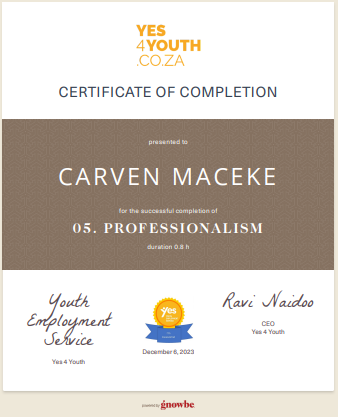 YES
4YOUTH
.CO.ZA
CERTIFICATE OF COMPLETION
presented to
CARVEN MACEKE
for the successful completion of
05. PROFESSIONALISM
duration 0.8 h
Youth
Employment
Service
Yes 4 Youth
Yes
December 6, 2023
Ravi Naidoo
CEO
Yes 4 Youth
powered by gnowbe